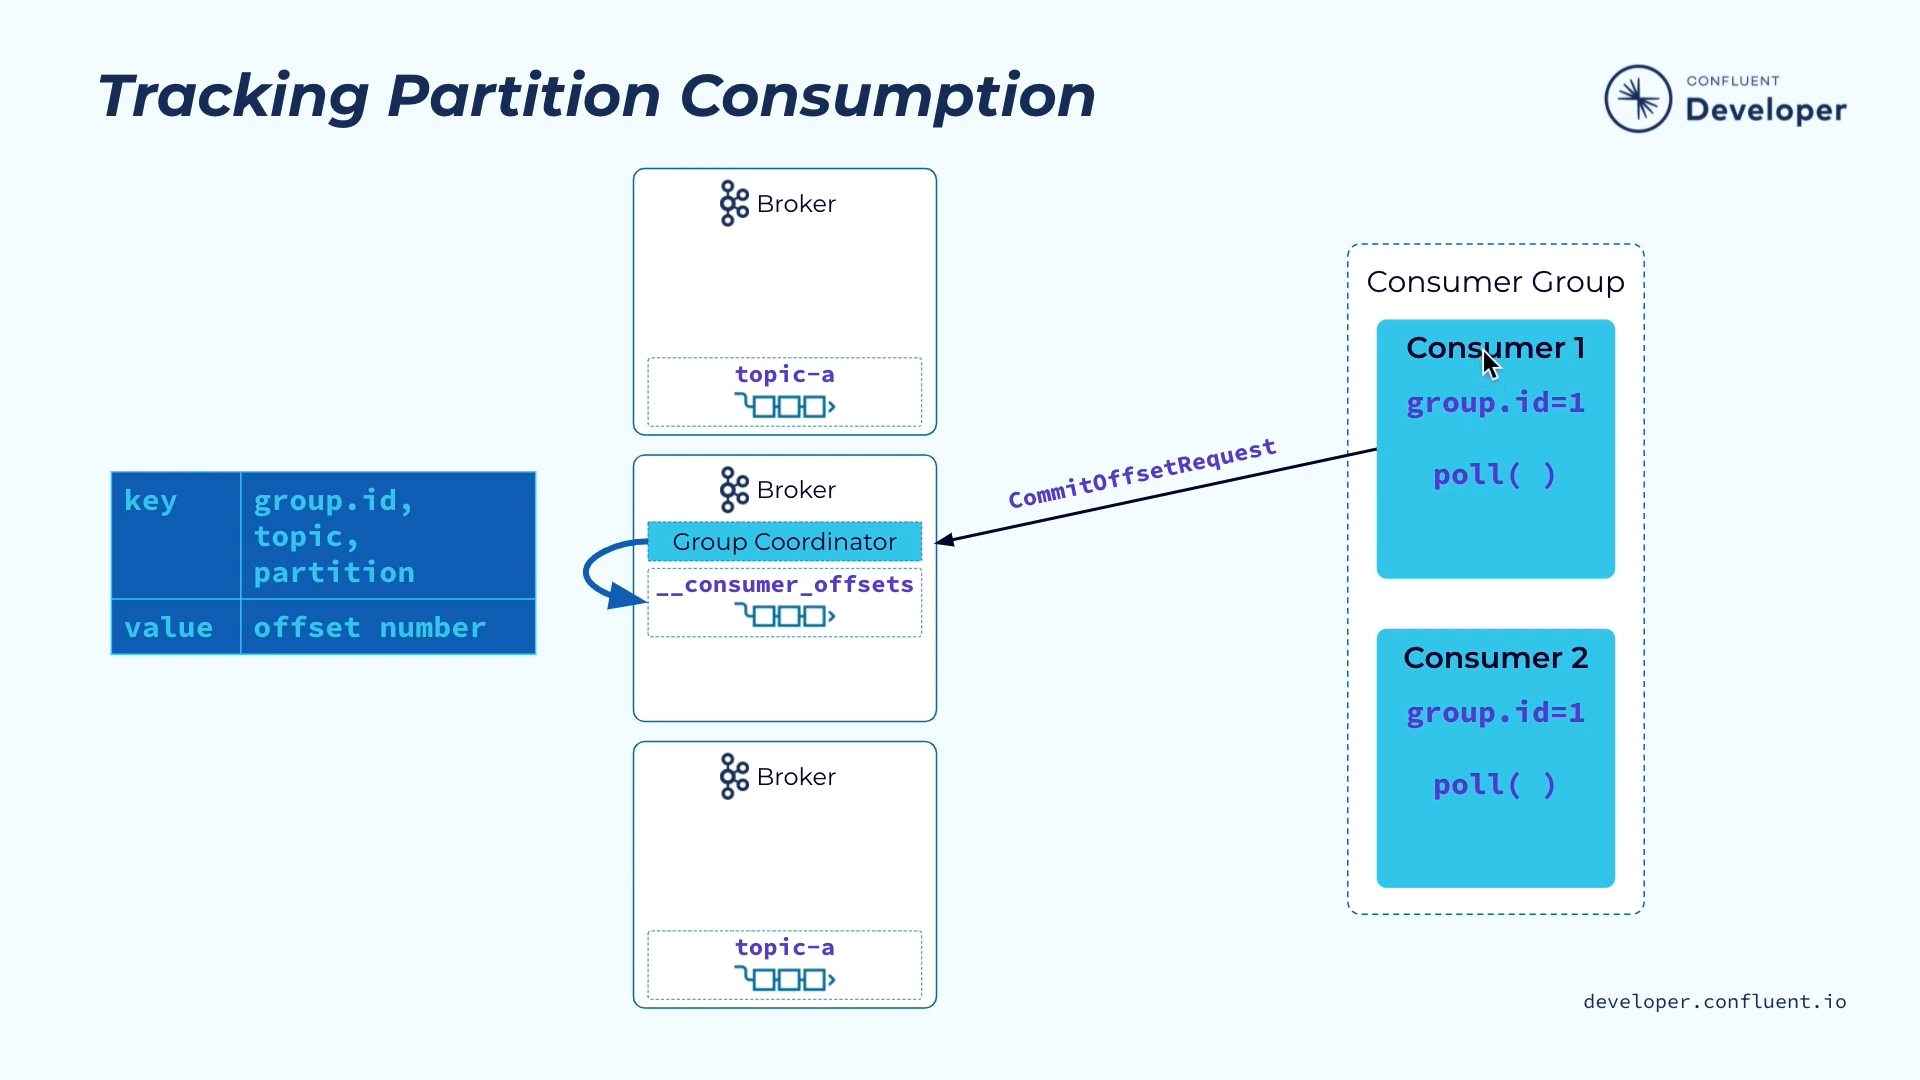 Tracking Partition Consumption
CONFLUENT
Developer
Broker
topic-a
Consumer Group
Consumer 1
group.id=1
poll( )
CommitOffsetRequest
key
group.id,
topic,
partition
value
offset number
Broker
Group Coordinator
__consumer_offsets
Consumer 2
group.id=1
poll( )
Broker
topic-a
developer.confluent.io